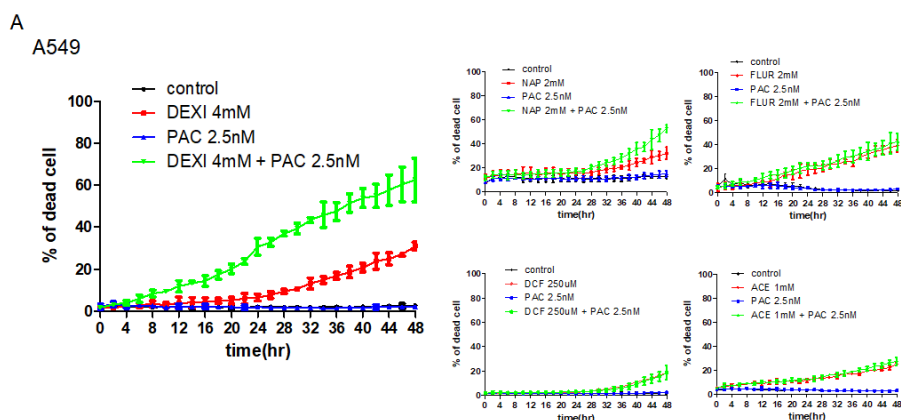 A
A549
control
DEXI 4mM
PAC 2.5nM
DEXI 4mM + PAC 2.5nM
% of dead cell
100
80
60
40
20
0
0 4 8 12 16 20 24 28 32 36 40 44 48
time(hr)
control
NAP 2mM
PAC 2.5nM
NAP 2mM + PAC 2.5nM
% of dead cell
100
80
60
40
20
0
0 4 8 12 16 20 24 28 32 36 40 44 48
time(hr)
control
FLUR 2mM
PAC 2.5nM
FLUR 2mM + PAC 2.5nM
% of dead cell
100
80
60
40
20
0
0 4 8 12 16 20 24 28 32 36 40 44 48
time(hr)
control
DCF 250uM
PAC 2.5nM
DCF 250uM + PAC 2.5nM
% of dead cell
100
80
60
40
20
0
0 4 8 12 16 20 24 28 32 36 40 44 48
time(hr)
control
ACE 1mM
PAC 2.5nM
ACE 1mM + PAC 2.5nM
% of dead cell
100
80
60
40
20
0
0 4 8 12 16 20 24 28 32 36 40 44 48
time(hr)